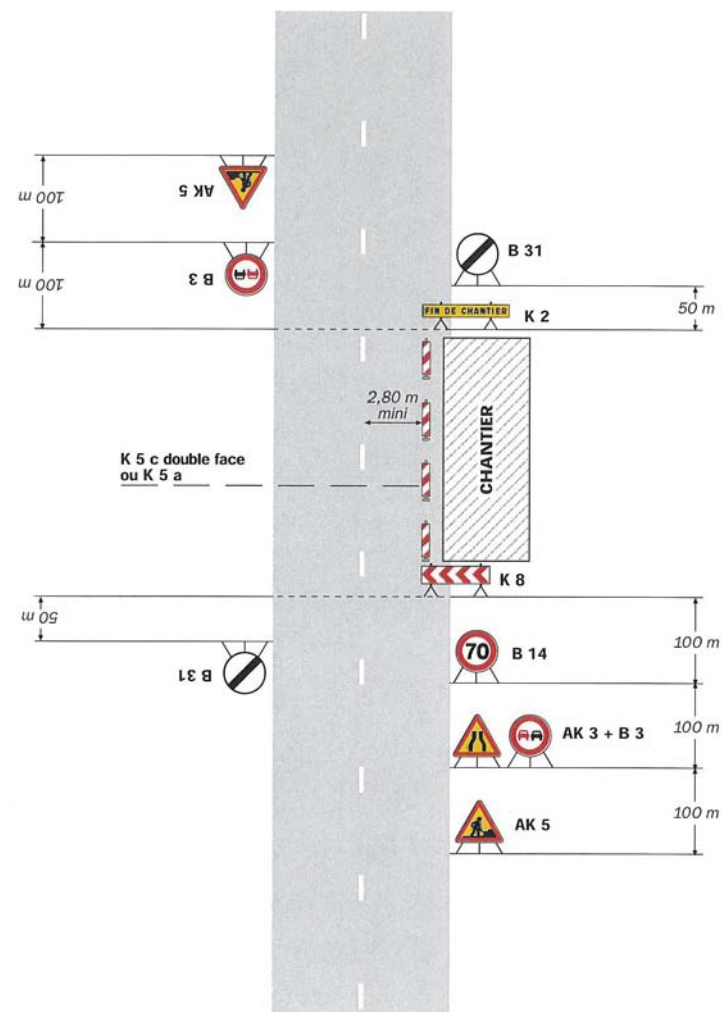 AK 5
100 m
B 3
100 m
B 31
FIN DE CHANTIER
K 2
50 m
2,80 m
mini
CHANTIER
K 5 c double face
ou K 5 a
K 8
50 m
B 31
70
B 14
100 m
AK 3 + B 3
100 m
AK 5
100 m